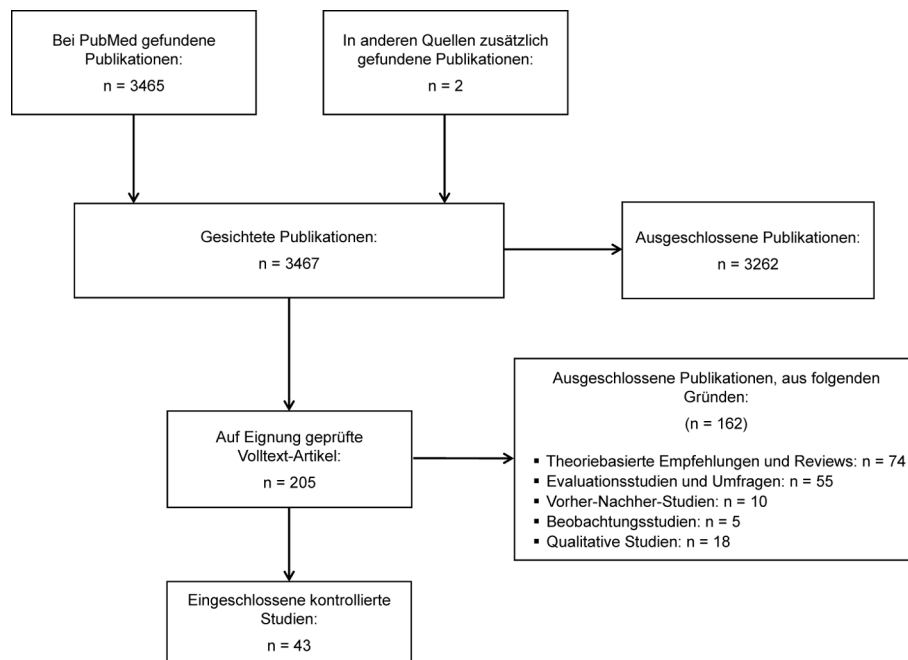 Bei PubMed gefundene
Publikationen:
n = 3465
In anderen Quellen zusätzlich
gefundene Publikationen:
n = 2
Gesichtete Publikationen:
n = 3467
Ausgeschlossene Publikationen:
n = 3262
Auf Eignung geprüfte
Volltext-Artikel:
n = 205
Ausgeschlossene Publikationen, aus folgenden
Gründen:
(n = 162)
▪ Theoriebasierte Empfehlungen und Reviews: n = 74
▪ Evaluationsstudien und Umfragen: n = 55
▪ Vorher-Nachher-Studien: n = 10
▪ Beobachtungsstudien: n = 5
▪ Qualitative Studien: n = 18
Eingeschlossene kontrollierte
Studien:
n = 43